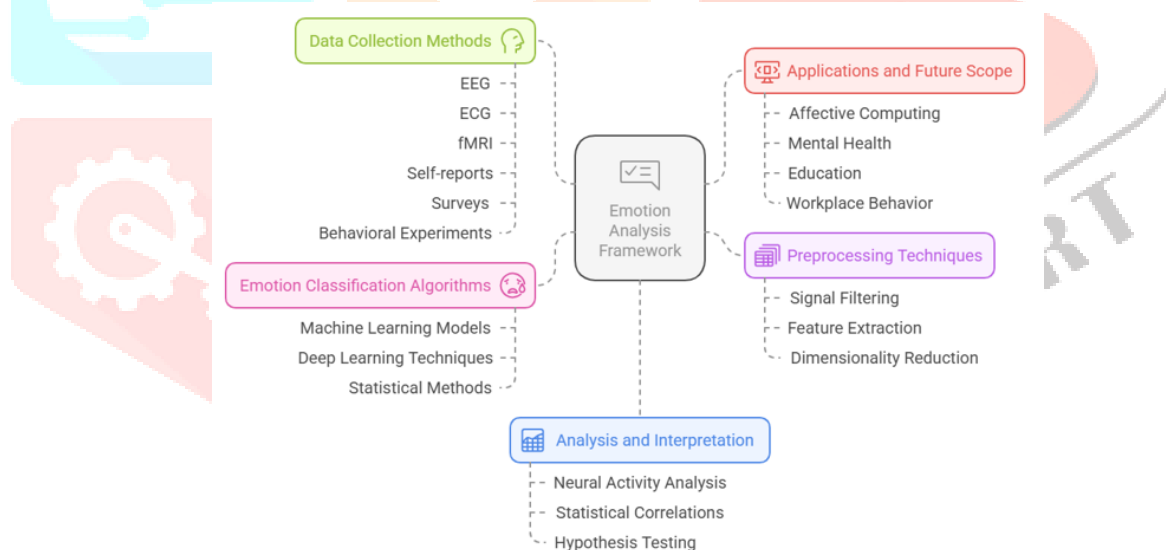 Data Collection Methods
EEG
ECG
fMRI
Self-reports
Surveys
Behavioral Experiments
Emotion Classification Algorithms
Machine Learning Models
Deep Learning Techniques
Statistical Methods
Emotion
Analysis
Framework
Applications and Future Scope
Affective Computing
Mental Health
Education
Workplace Behavior
Preprocessing Techniques
Signal Filtering
Feature Extraction
Dimensionality Reduction
Analysis and Interpretation
Neural Activity Analysis
Statistical Correlations
Hypothesis Testing